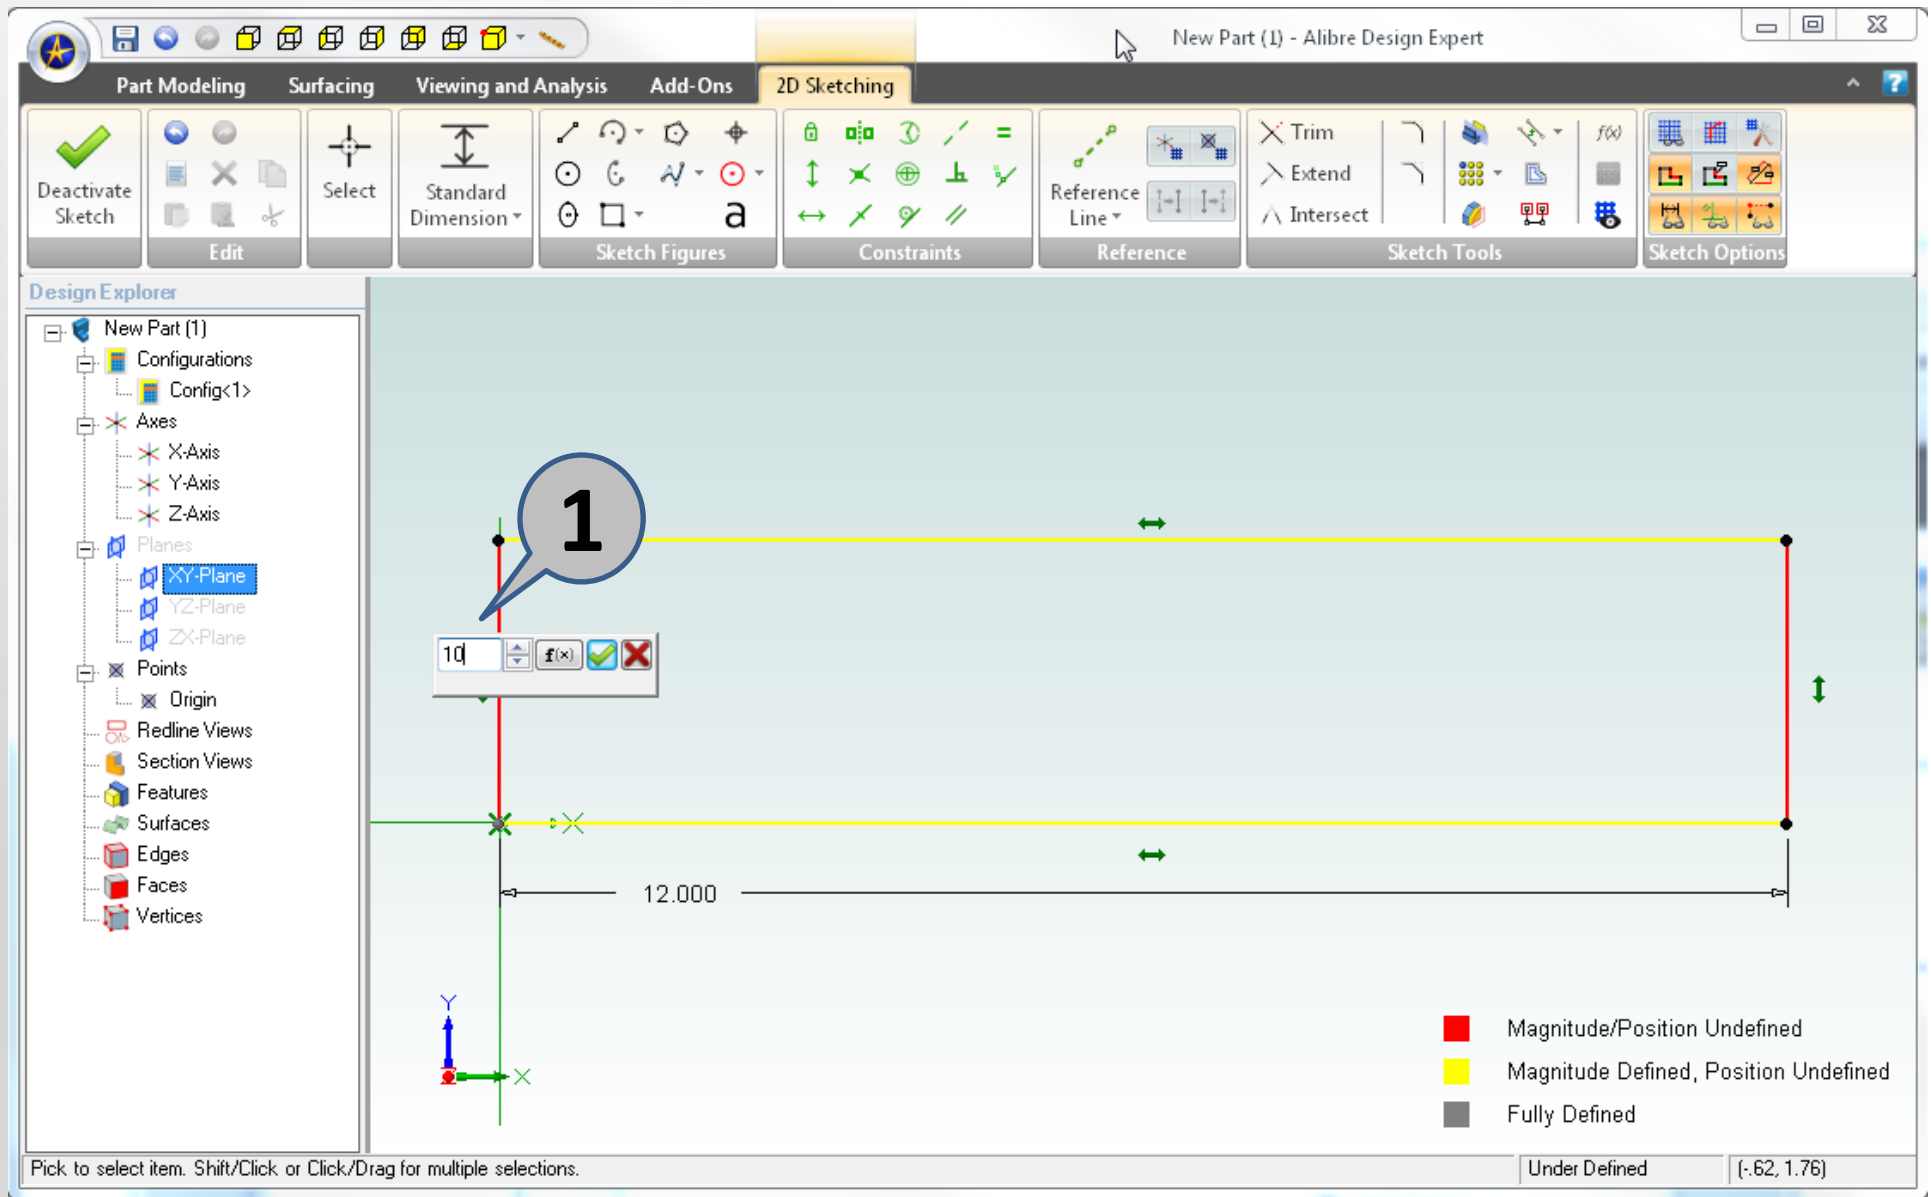 New Part (1) - Alibre Design Expert
Part Modeling Surfacing Viewing and Analysis Add-Ons 2D Sketching
Deactivate Sketch
Edit
Select
Standard Dimension
a
Sketch Figures
Constraints
Reference Line
Reference
Trim
Extend
Intersect
f(x)
Sketch Tools
Sketch Options
Design Explorer
New Part (1)
Configurations
Config<1>
Axes
X-Axis
Y-Axis
Z-Axis
Planes
XY-Plane
YZ-Plane
ZX-Plane
Points
Origin
Redline Views
Section Views
Features
Surfaces
Edges
Faces
Vertices
1
10 f(x)
X
12.000
Y
X
Magnitude/Position Undefined
Magnitude Defined, Position Undefined
Fully Defined
Pick to select item. Shift/Click or Click/Drag for multiple selections.
Under Defined
(-.62, 1.76)